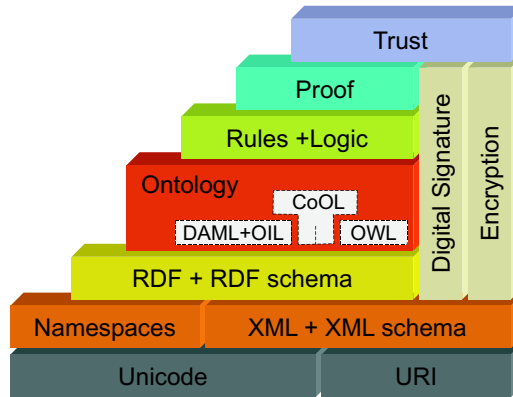 Trust
Proof
Rules +Logic
Ontology
CoOL
DAML+OIL
OWL
RDF + RDF schema
Digital Signature
Encryption
Namespaces
XML + XML schema
Unicode
URI